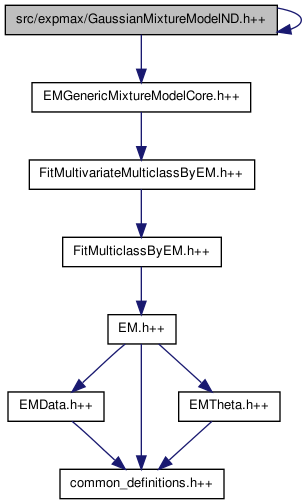 src/expmax/GaussianMixtureModelND.h++
EMGenericMixtureModelCore.h++
FitMultivariateMulticlassByEM.h++
FitMulticlassByEM.h++
EM.h++
EMData.h++
EMTheta.h++
common_definitions.h++